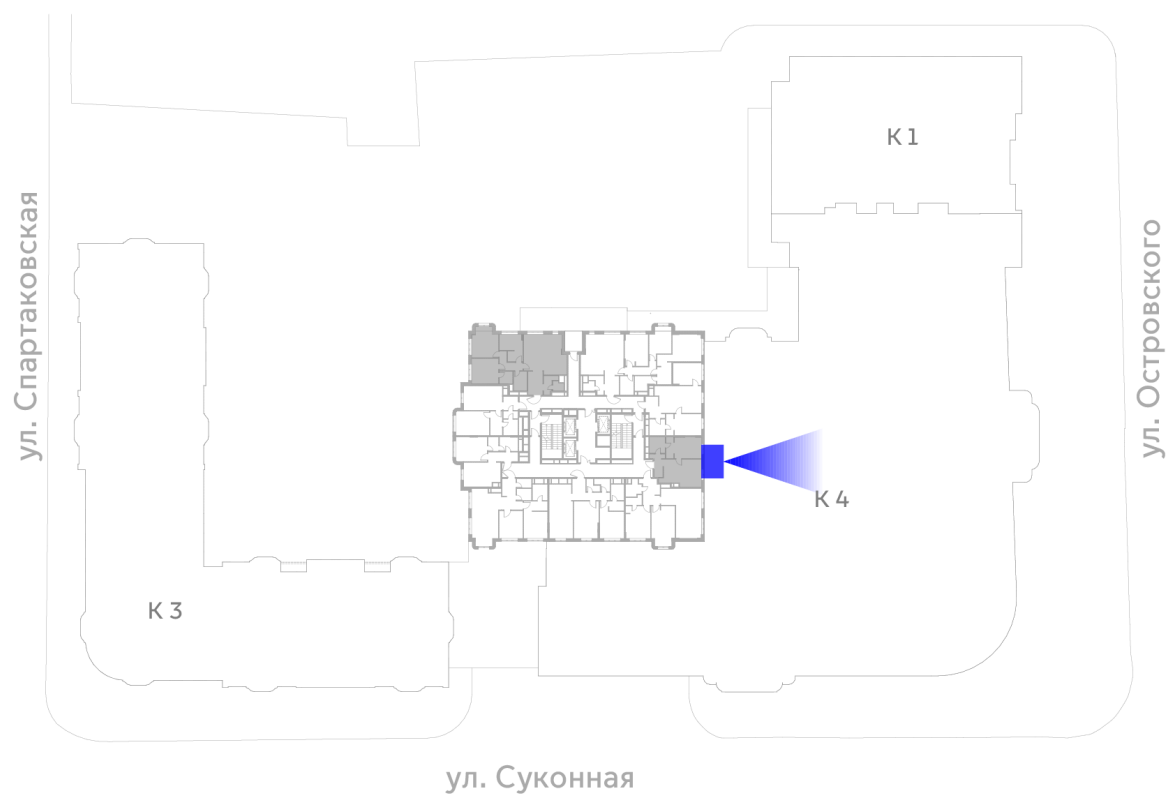 К 1
ул. Спартаковская
ул. Островского
К 4
К 3
ул. Суконная